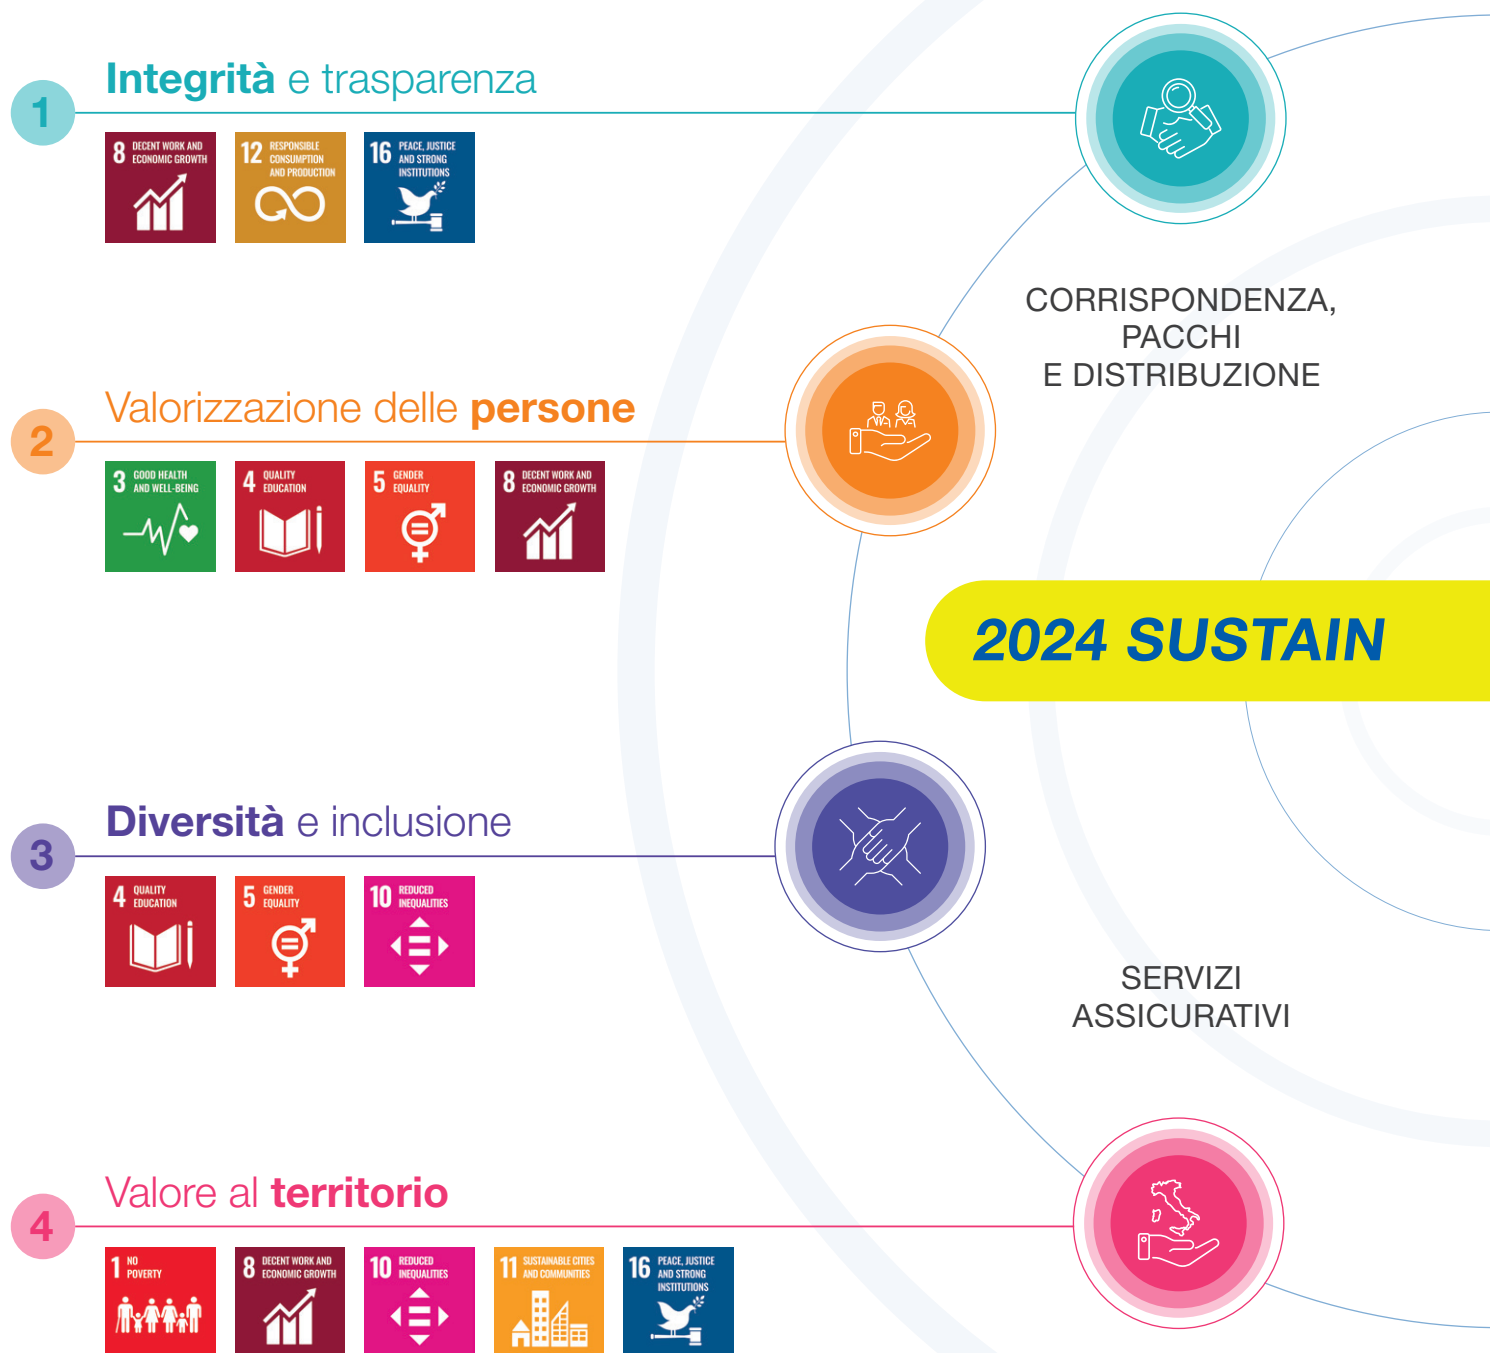 1
Integrità e trasparenza
8 DECENT WORK AND
ECONOMIC GROWTH
12 RESPONSIBLE
CONSUMPTION
AND PRODUCTION
16 PEACE, JUSTICE
AND STRONG
INSTITUTIONS
CORRISPONDENZA,
PACCHI
E DISTRIBUZIONE
2
Valorizzazione delle persone
3 GOOD HEALTH
AND WELL-BEING
4 QUALITY
EDUCATION
5 GENDER
EQUALITY
8 DECENT WORK AND
ECONOMIC GROWTH
2024 SUSTAIN
3
Diversità e inclusione
4 QUALITY
EDUCATION
5 GENDER
EQUALITY
10 REDUCED
INEQUALITIES
SERVIZI
ASSICURATIVI
4
Valore al territorio
1 NO
POVERTY
8 DECENT WORK AND
ECONOMIC GROWTH
10 REDUCED
INEQUALITIES
11 SUSTAINABLE CITIES
AND COMMUNITIES
16 PEACE, JUSTICE
AND STRONG
INSTITUTIONS